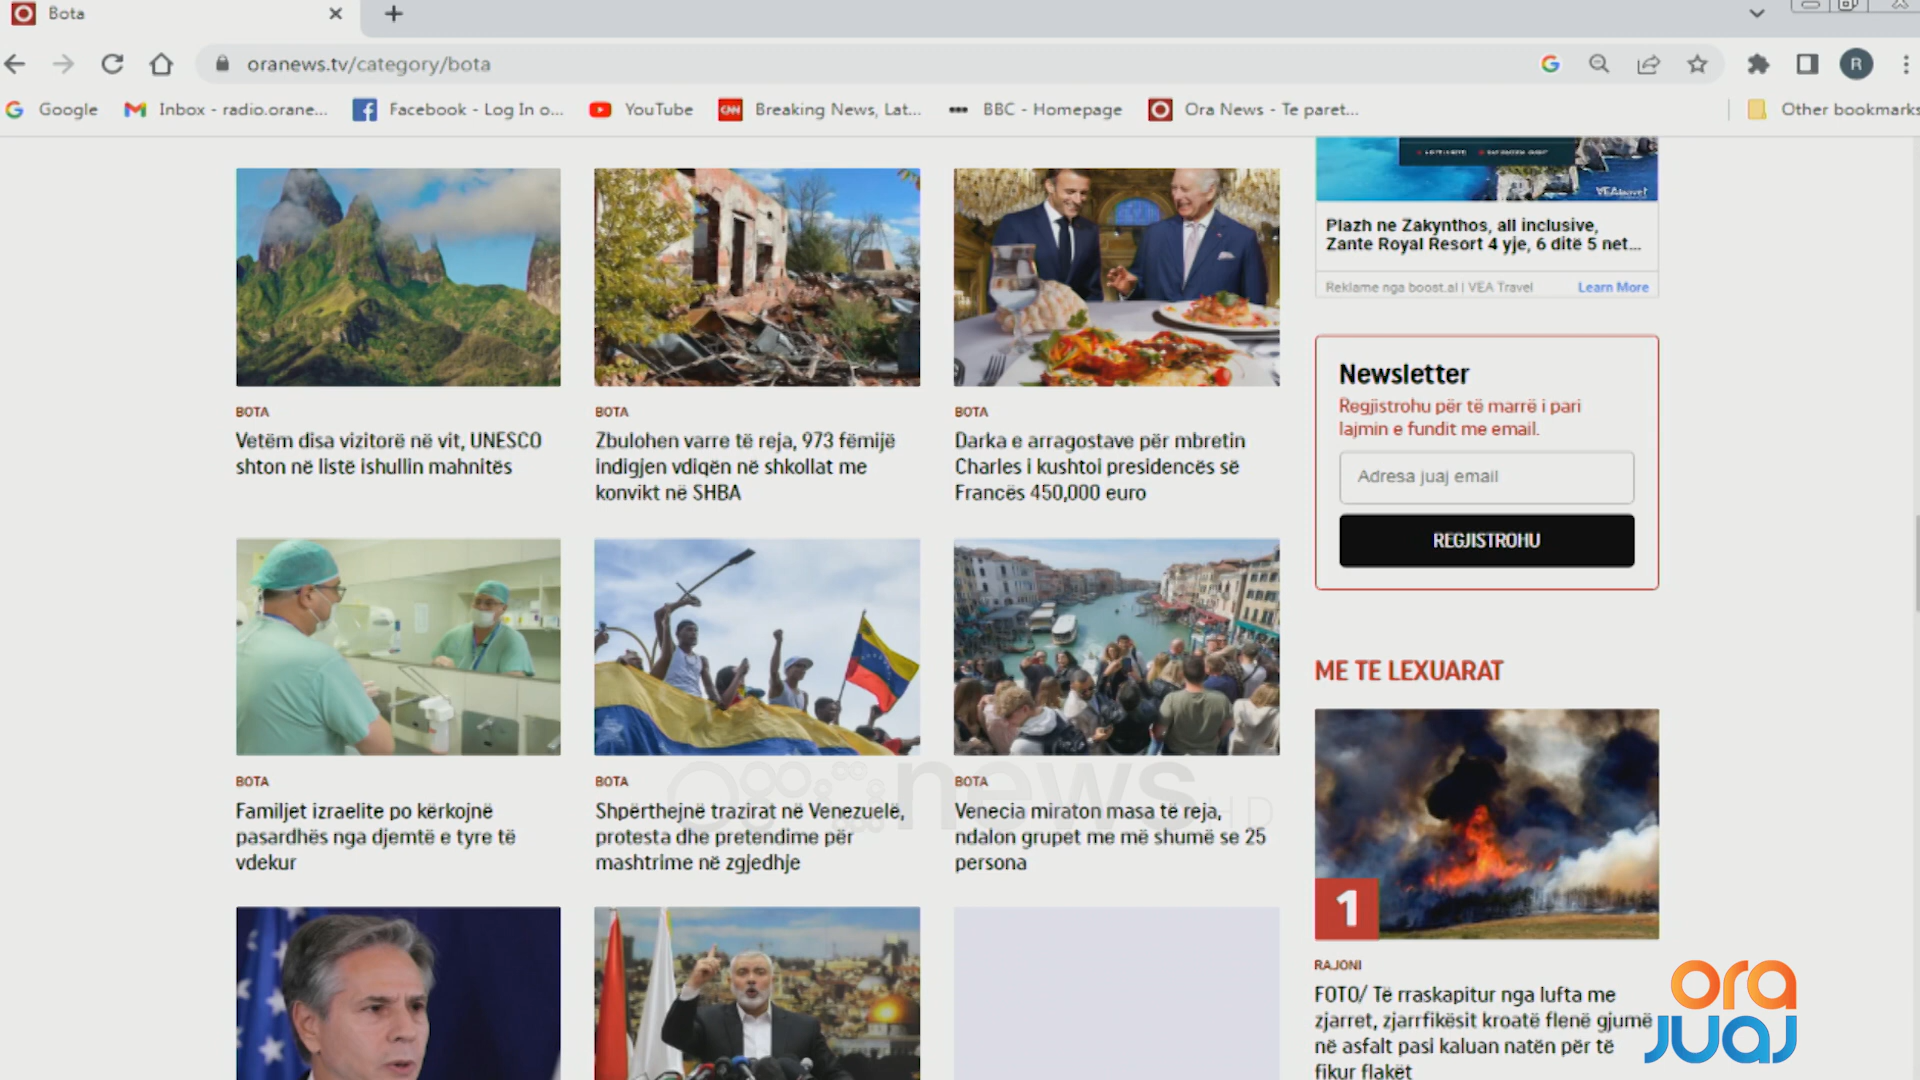 Bota
oranews.tv/category/bota
R
Google
Inbox - radio.orane...
Facebook - Log In o...
YouTube
CNN
Breaking News, Lat...
BBC - Homepage
Ora News - Te paret...
Other bookmarks
BOTA
Vetëm disa vizitorë në vit, UNESCO
shton në listë ishullin mahnitës
BOTA
Zbulohen varre të reja, 973 fëmijë
indigjen vdiqën në shkollat me
konvikt në SHBA
BOTA
Darka e arragostave për mbretin
Charles i kushtoi presidencës së
Francës 450,000 euro
BOTA
Familjet izraelite po kërkojnë
pasardhës nga djemtë e tyre të
vdekur
BOTA
Shpërthejnë trazirat në Venezuelë,
protesta dhe pretendime për
mashtrime në zgjedhje
BOTA
Venecia miraton masa të reja,
ndalon grupet me më shumë se 25
persona
news HD
VEAtravel
Plazh ne Zakynthos, all inclusive,
Zante Royal Resort 4 yje, 6 ditë 5 net...
Reklame nga boost.al | VEA Travel
Learn More
Newsletter
Regjistrohu për të marrë i pari
lajmin e fundit me email.
Adresa juaj email
REGJISTROHU
ME TE LEXUARAT
1
RAJONI
FOTO/ Të rraskapitur nga lufta me
zjarret, zjarrfikësit kroatë flenë gjumë
në asfalt pasi kaluan natën për të
fikur flakët
ora
juaj